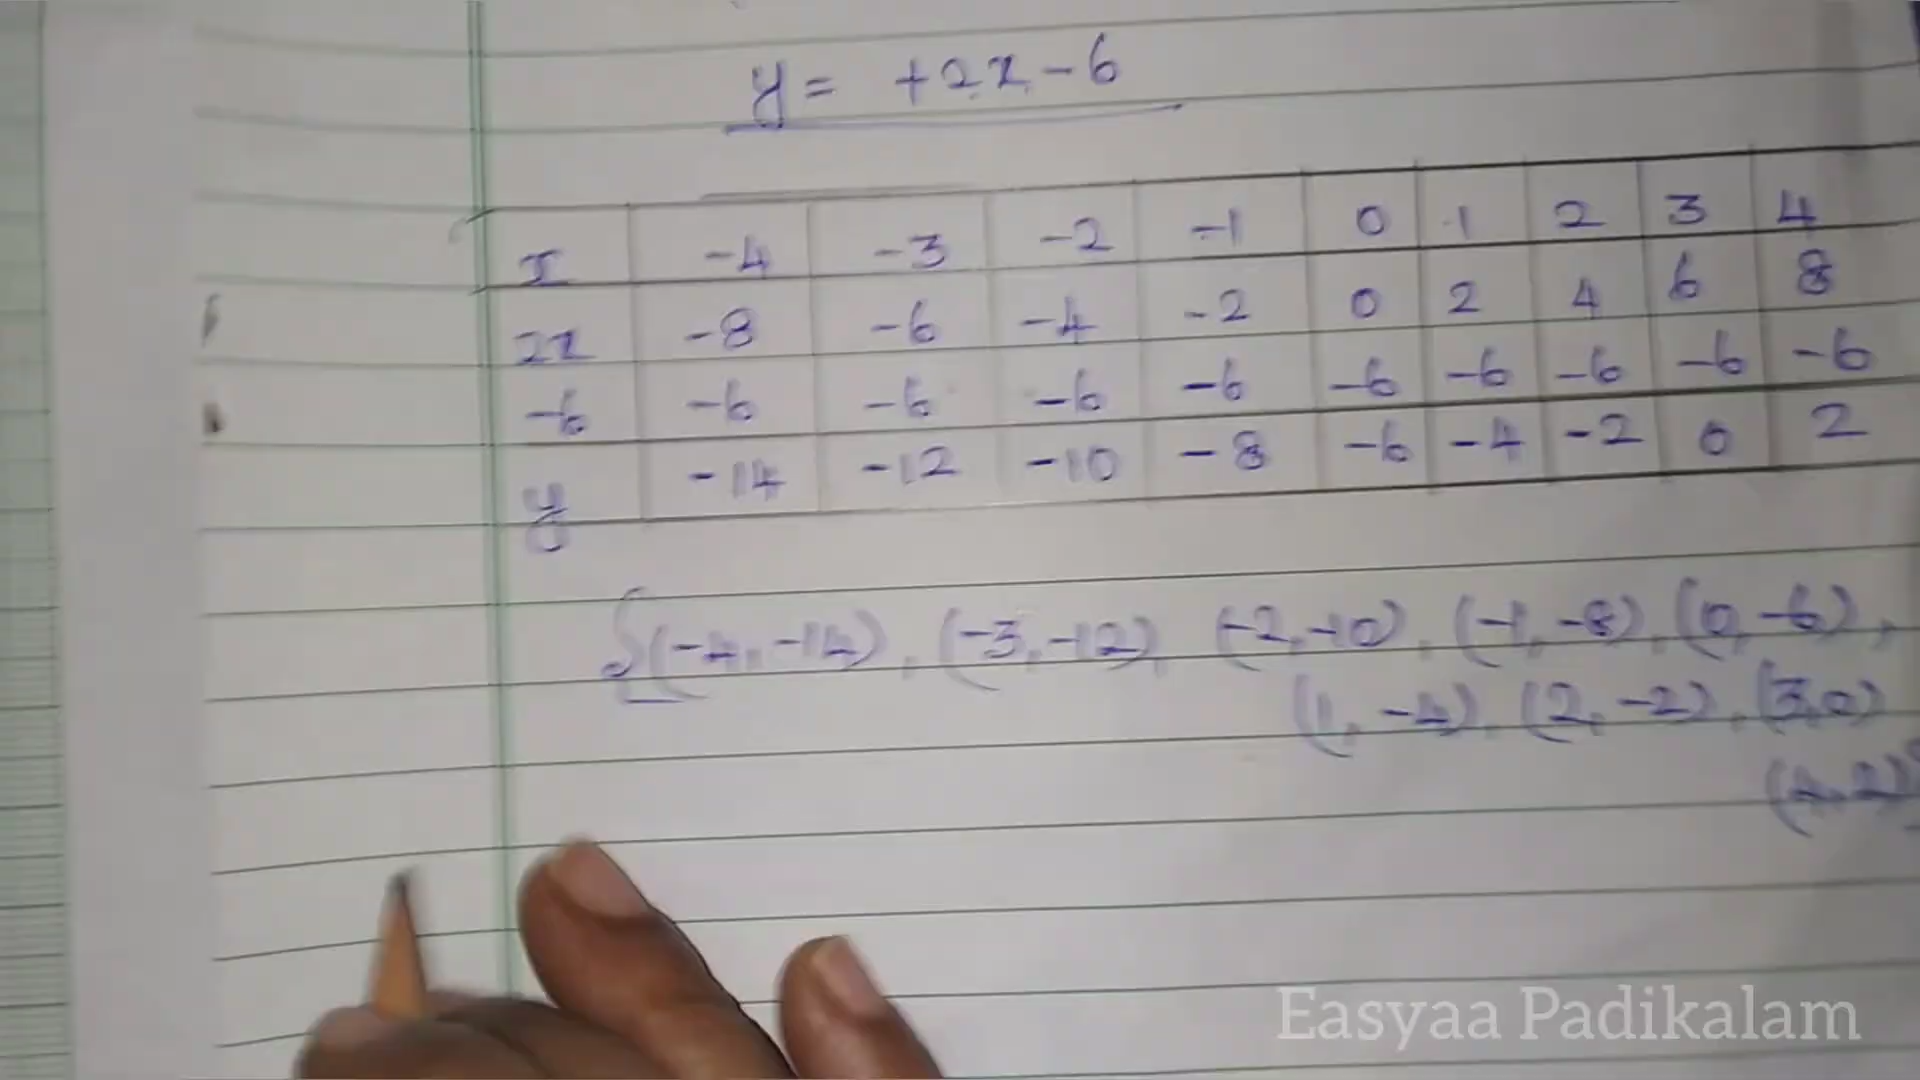 y = +2x - 6
x -4 -3 -2 -1 0 1 2 3 4
2x -8 -6 -4 -2 0 2 4 6 8
-6 -6 -6 -6 -6 -6 -6 -6 -6 -6
y -14 -12 -10 -8 -6 -4 -2 0 2
{(-4, -14), (-3, -12), (-2, -10), (-1, -8), (0, -6),
(1, -4), (2, -2), (3, 0)
(4, 2)}
Easyaa Padikalam